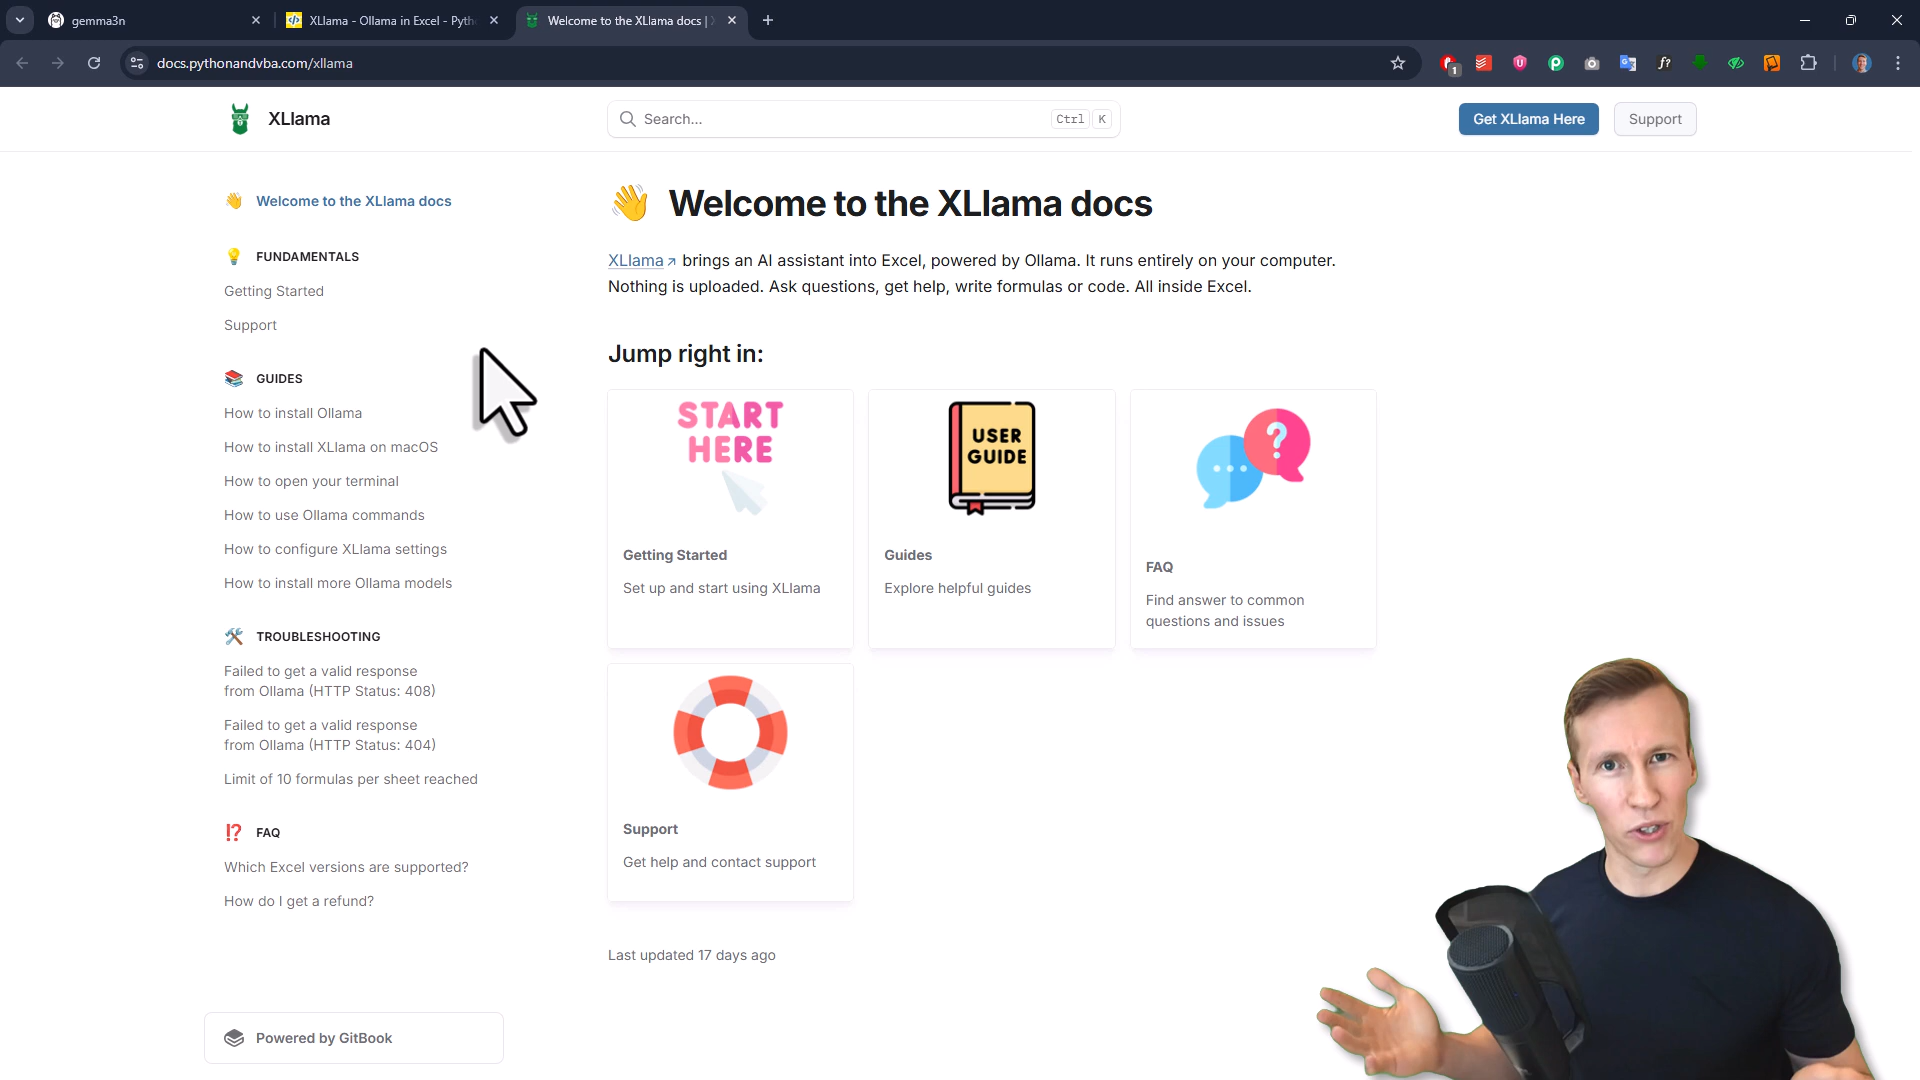 gemma3n
XLlama - Ollama in Excel - Pyth
Welcome to the XLlama docs |
docs.pythonandvba.com/xllama
1
f?
XLlama
Search...
Ctrl K
Get XLlama Here
Support
👋 Welcome to the XLlama docs
💡 FUNDAMENTALS
Getting Started
Support
📚 GUIDES
How to install Ollama
How to install XLlama on macOS
How to open your terminal
How to use Ollama commands
How to configure XLlama settings
How to install more Ollama models
🛠️ TROUBLESHOOTING
Failed to get a valid response
from Ollama (HTTP Status: 408)
Failed to get a valid response
from Ollama (HTTP Status: 404)
Limit of 10 formulas per sheet reached
⁉️ FAQ
Which Excel versions are supported?
How do I get a refund?
Powered by GitBook
👋 Welcome to the XLlama docs
XLlama ↗ brings an AI assistant into Excel, powered by Ollama. It runs entirely on your computer.
Nothing is uploaded. Ask questions, get help, write formulas or code. All inside Excel.
Jump right in:
START
HERE
Getting Started
Set up and start using XLlama
USER
GUIDE
Guides
Explore helpful guides
?
FAQ
Find answer to common
questions and issues
Support
Get help and contact support
Last updated 17 days ago